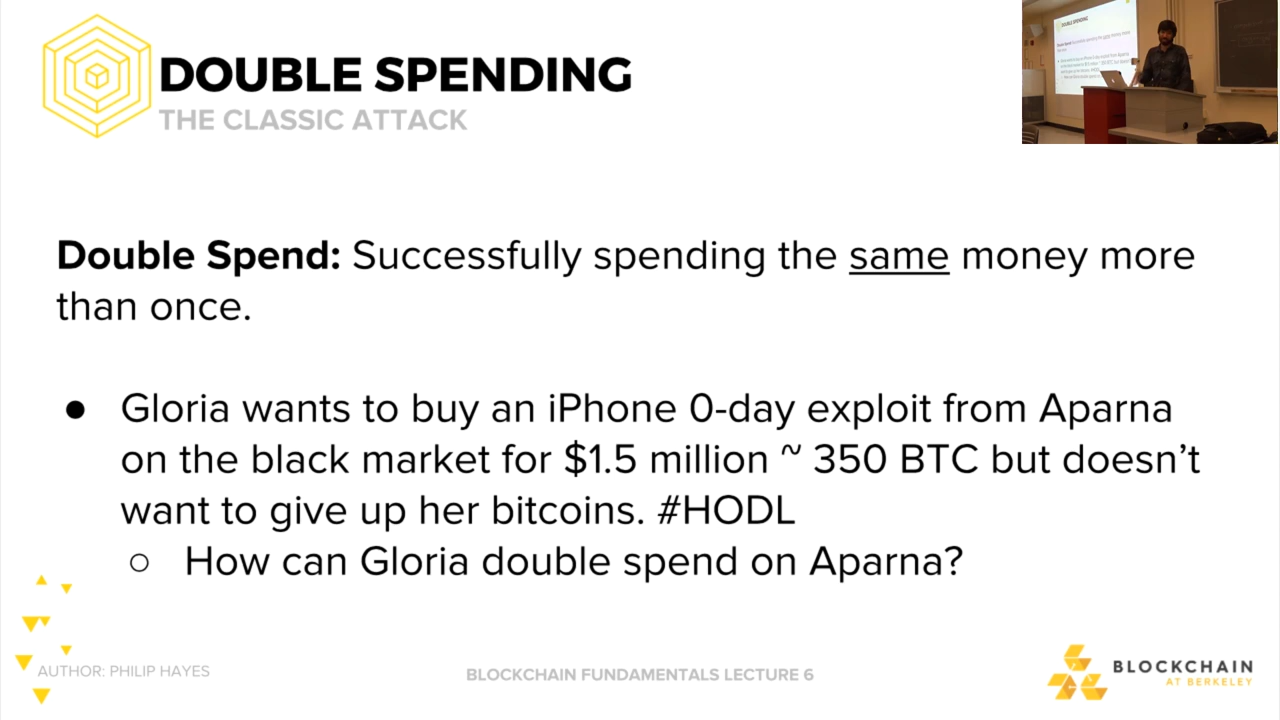 DOUBLE SPENDING
THE CLASSIC ATTACK
DOUBLE SPENDING
Double Spend: Successfully spending the same money more
than once.
● Gloria wants to buy an iPhone 0-day exploit from Aparna
on the black market for $1.5 million ~ 350 BTC but doesn’t
want to give up her bitcoins. #HODL
○ How can Gloria double spend on Aparna?
AUTHOR: PHILIP HAYES
BLOCKCHAIN FUNDAMENTALS LECTURE 6
BLOCKCHAIN
AT BERKELEY